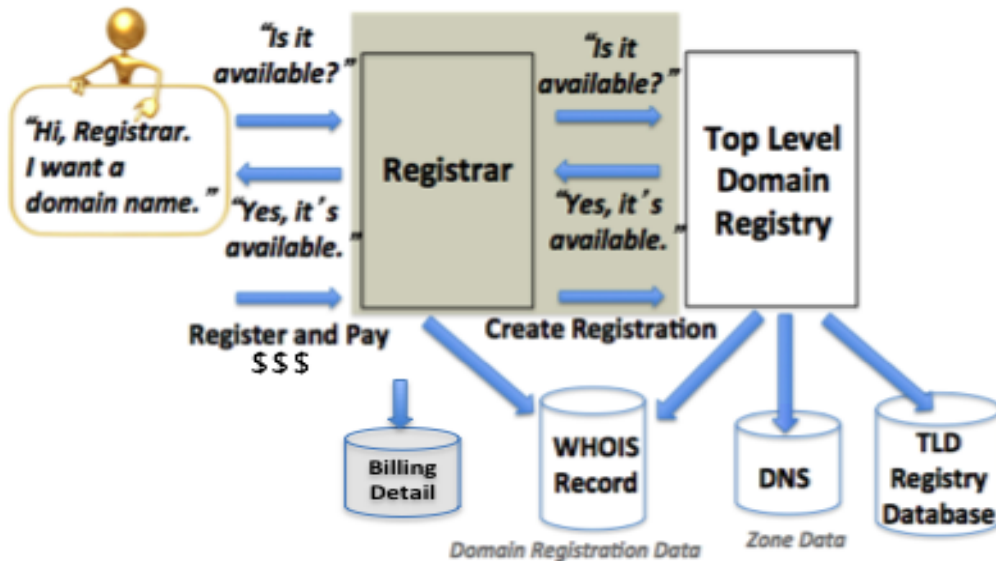 “Hi, Registrar.
I want a
domain name.”
“Is it
available?”
“Yes, it's
available.”
Register and Pay
$$$
Registrar
“Is it
available?”
“Yes, it's
available.”
Create Registration
Top Level
Domain
Registry
Billing
Detail
WHOIS
Record
Domain Registration Data
DNS
Zone Data
TLD
Registry
Database